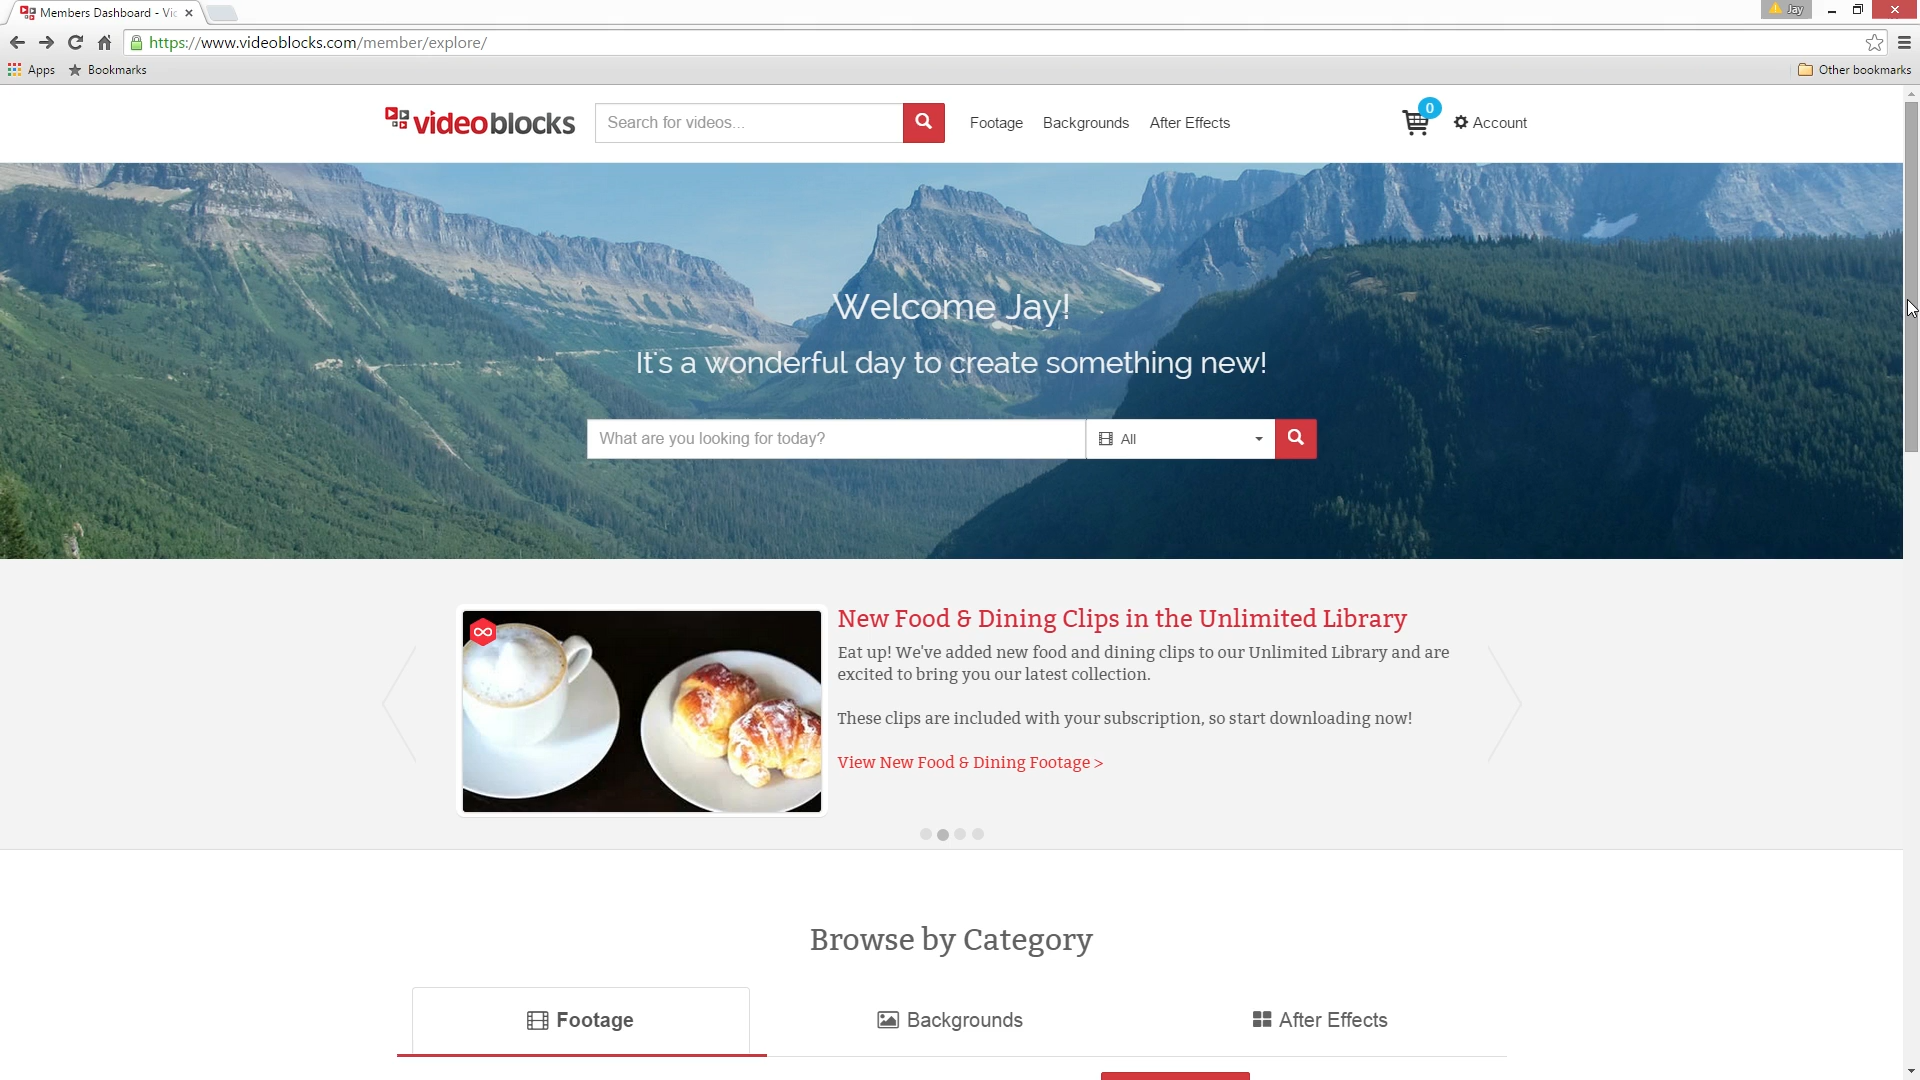 Members Dashboard - Vi
Jay
https://www.videoblocks.com/member/explore/
Apps
Bookmarks
Other bookmarks
videoblocks
Search for videos...
Footage
Backgrounds
After Effects
0
Account
Welcome Jay!
It's a wonderful day to create something new!
What are you looking for today?
All
New Food & Dining Clips in the Unlimited Library
Eat up! We've added new food and dining clips to our Unlimited Library and are
excited to bring you our latest collection.
These clips are included with your subscription, so start downloading now!
View New Food & Dining Footage >
Browse by Category
Footage
Backgrounds
After Effects